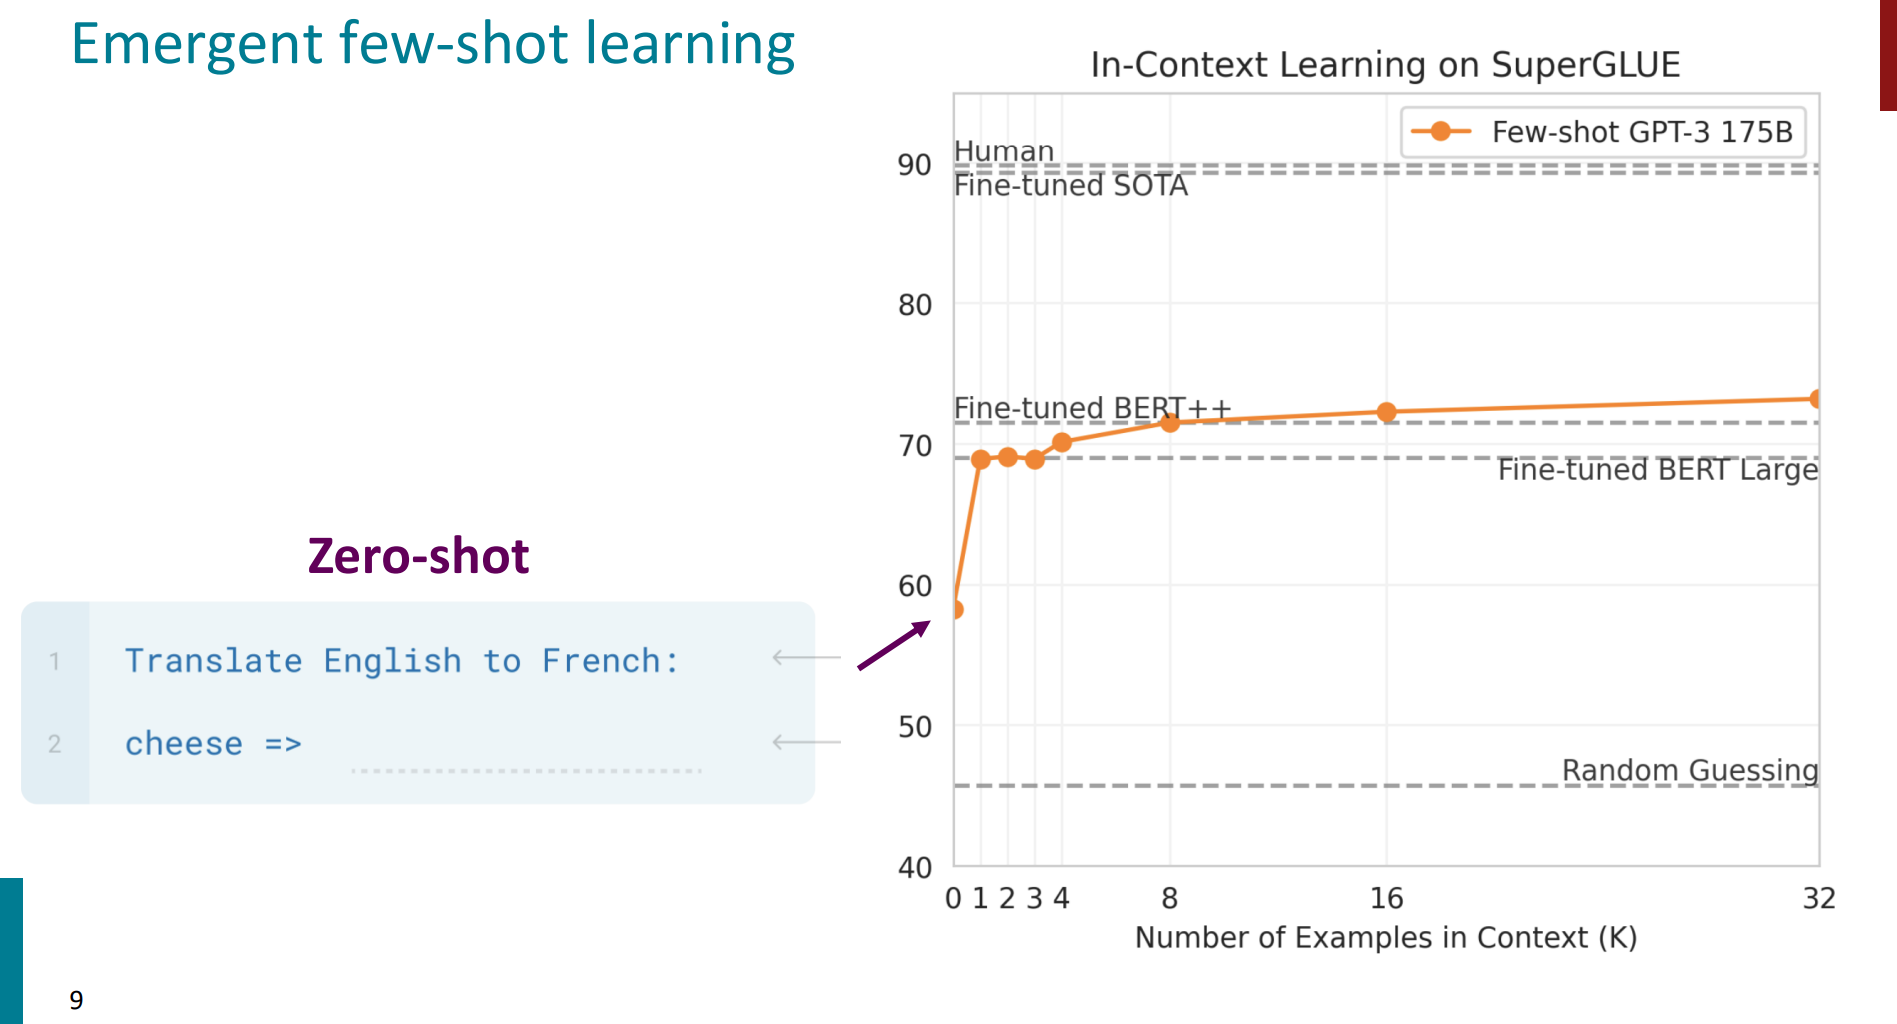 Emergent few-shot learning
Zero-shot
1 Translate English to French:
2 cheese =>
In-Context Learning on SuperGLUE
Few-shot GPT-3 175B
Human
Fine-tuned SOTA
Fine-tuned BERT++
Fine-tuned BERT Large
Random Guessing
90
80
70
60
50
40
0 1 2 3 4 8 16 32
Number of Examples in Context (K)
9